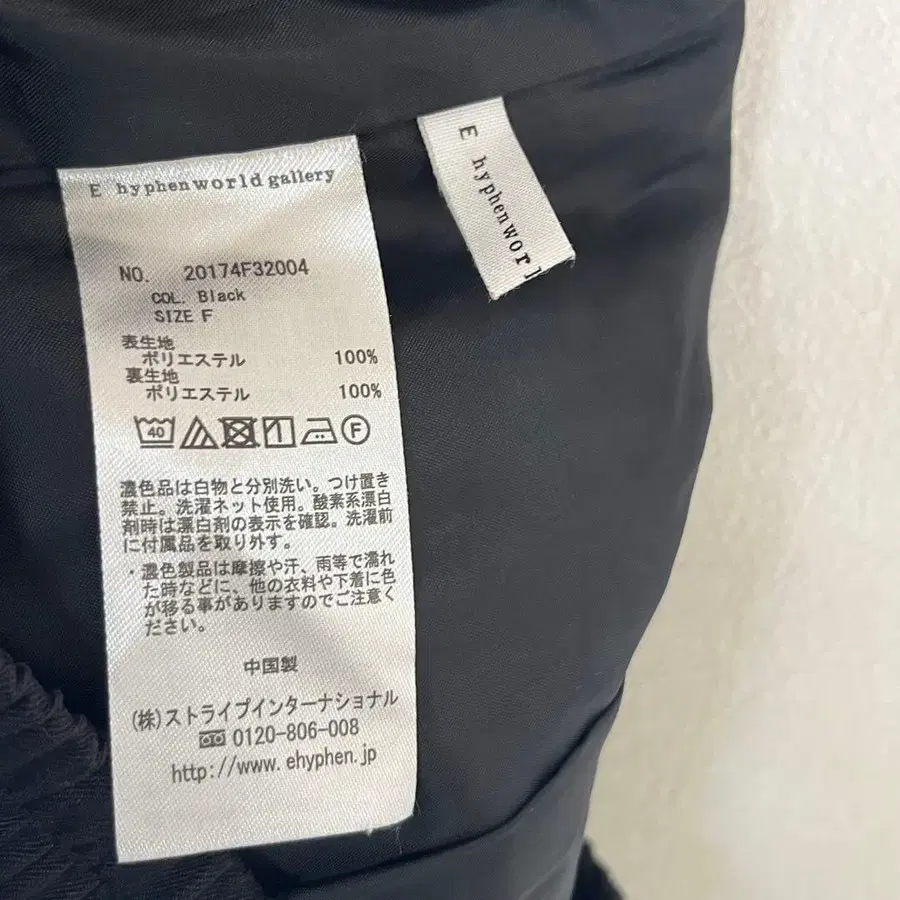 E hyphen world gallery
E hyphen worl
NO. 20174F32004
COL. Black
SIZE F
表生地
ポリエステル 100%
裏生地
ポリエステル 100%
40 F
濃色品は白物と分別洗い。つけ置き
禁止。洗濯ネット使用。酸素系漂白
剤時は漂白剤の表示を確認。洗濯前
に付属品を取り外す。
・濃色製品は摩擦や汗、雨等で濡れ
た時などに、他の衣料や下着に色
が移る事がありますのでご注意く
ださい。
中国製
(株)ストライプインターナショナル
0120-806-008
http://www.ehyphen.jp